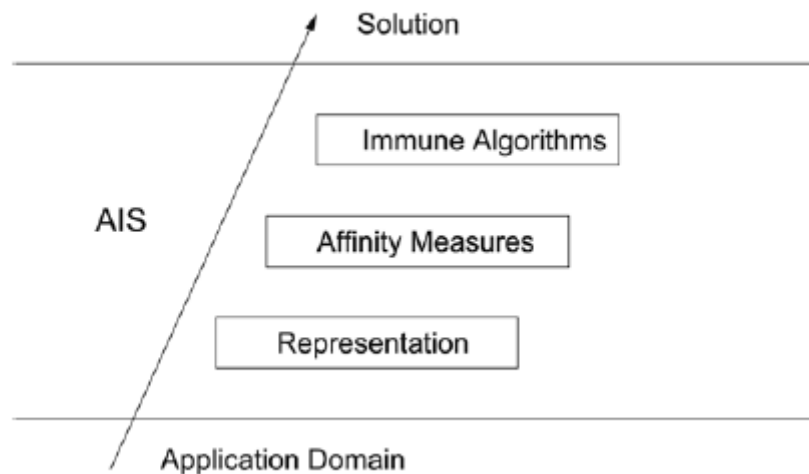 Solution
Immune Algorithms
AIS
Affinity Measures
Representation
Application Domain